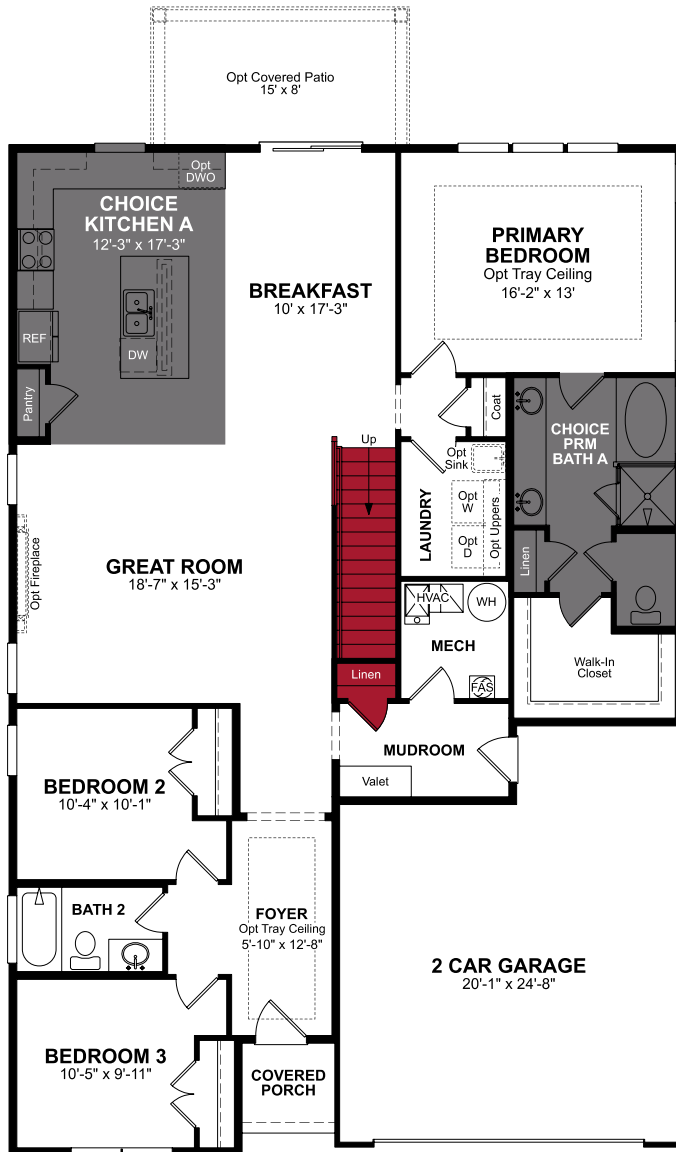 Opt Covered Patio
15' x 8'
Opt
DWO
CHOICE
KITCHEN A
12'-3" x 17'-3"
PRIMARY
BEDROOM
Opt Tray Ceiling
16'-2" x 13'
BREAKFAST
10' x 17'-3"
REF
DW
Pantry
Coat
CHOICE
PRM
BATH A
Up
Opt
Sink
LAUNDRY
Opt
W
Opt
D
Opt Uppers
Linen
GREAT ROOM
18'-7" x 15'-3"
Opt Fireplace
HVAC
WH
MECH
FAS
Walk-In
Closet
Linen
MUDROOM
Valet
BEDROOM 2
10'-4" x 10'-1"
BATH 2
FOYER
Opt Tray Ceiling
5'-10" x 12'-8"
2 CAR GARAGE
20'-1" x 24'-8"
BEDROOM 3
10'-5" x 9'-11"
COVERED
PORCH